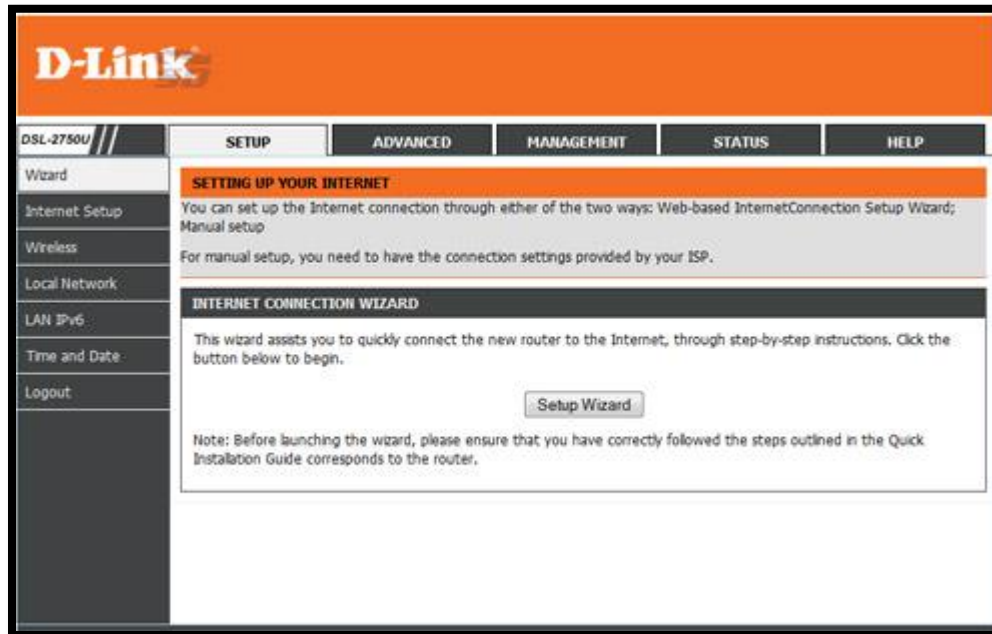 D-Link
DSL-2750U
SETUP
ADVANCED
MANAGEMENT
STATUS
HELP
Wizard
Internet Setup
Wireless
Local Network
LAN IPv6
Time and Date
Logout
SETTING UP YOUR INTERNET
You can set up the Internet connection through either of the two ways: Web-based InternetConnection Setup Wizard;
Manual setup
For manual setup, you need to have the connection settings provided by your ISP.
INTERNET CONNECTION WIZARD
This wizard assists you to quickly connect the new router to the Internet, through step-by-step instructions. Click the
button below to begin.
Setup Wizard
Note: Before launching the wizard, please ensure that you have correctly followed the steps outlined in the Quick
Installation Guide corresponds to the router.